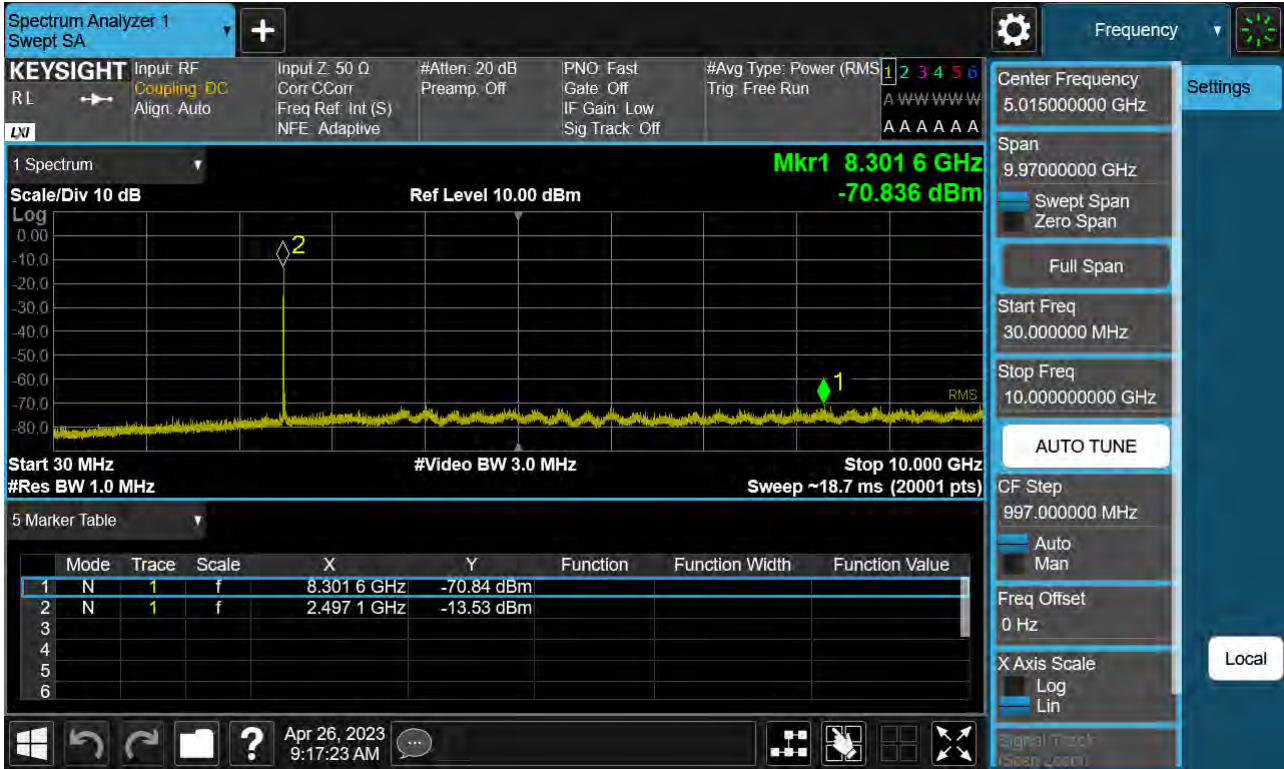 Spectrum Analyzer 1
Swept SA
+
Frequency
KEYSIGHT
RL
LXI
Input: RF
Coupling: DC
Align: Auto
Input Z: 50 Ω
Corr CCorr
Freq Ref: Int (S)
NFE: Adaptive
#Atten: 20 dB
Preamp: Off
PNO: Fast
Gate: Off
IF Gain: Low
Sig Track: Off
#Avg Type: Power (RMS
Trig: Free Run
1 2 3 4 5 6
A W W W W W
A A A A A A
1 Spectrum
Mkr1 8.301 6 GHz
Scale/Div 10 dB
Ref Level 10.00 dBm
-70.836 dBm
Log
0.00
-10.0
-20.0
-30.0
-40.0
-50.0
-60.0
-70.0
-80.0
2
1
RMS
Start 30 MHz
#Video BW 3.0 MHz
Stop 10.000 GHz
#Res BW 1.0 MHz
Sweep ~18.7 ms (20001 pts)
5 Marker Table
Mode Trace Scale X Y Function Function Width Function Value
1 N 1 f 8.301 6 GHz -70.84 dBm
2 N 1 f 2.497 1 GHz -13.53 dBm
3
4
5
6
Center Frequency
5.015000000 GHz
Span
9.97000000 GHz
Swept Span
Zero Span
Full Span
Start Freq
30.000000 MHz
Stop Freq
10.000000000 GHz
AUTO TUNE
CF Step
997.000000 MHz
Auto
Man
Freq Offset
0 Hz
X Axis Scale
Log
Lin
Signal Track
(Span Zoom)
Settings
Local
?
Apr 26, 2023
9:17:23 AM